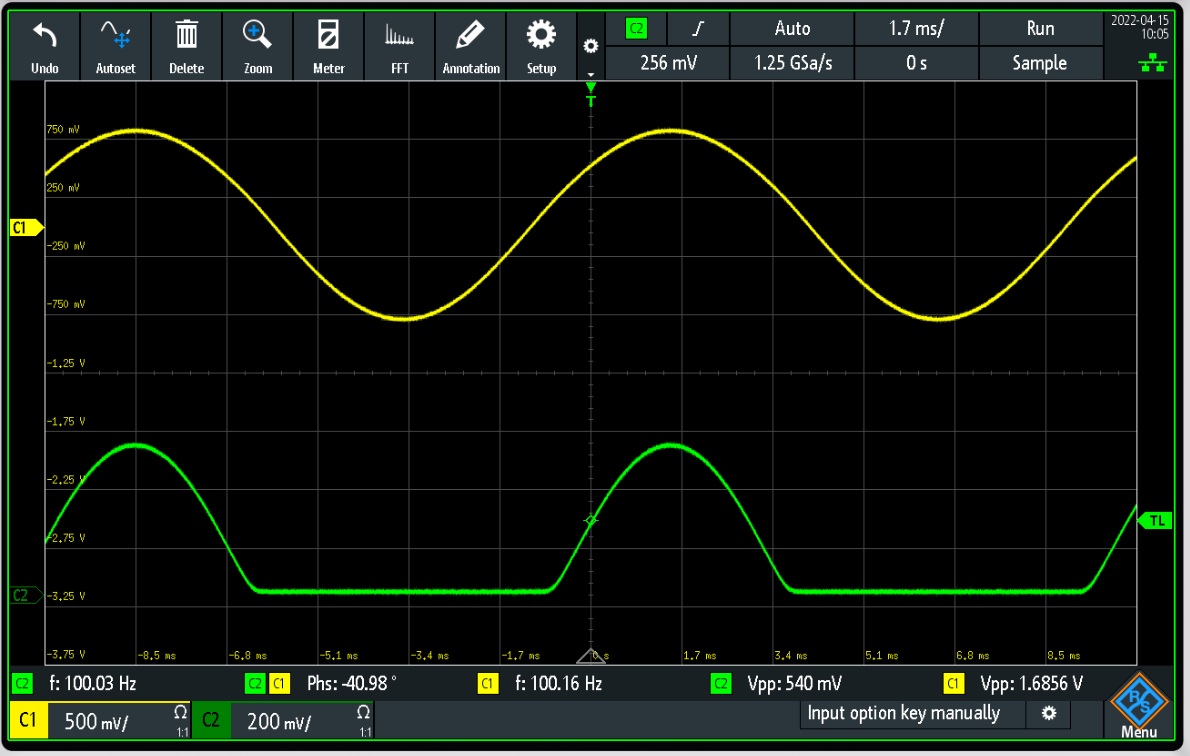 C2 Auto 1.7 ms/ Run 2022-04-15
10:05
Undo Autoset Delete Zoom Meter FFT Annotation Setup
256 mV 1.25 GSa/s 0 s Sample
T
750 mV
250 mV
C1
-250 mV
-750 mV
-1,25 V
-1,75 V
-2,25 V
TL
-2,75 V
C2
-3,25 V
-3,75 V -8,5 ms -6,8 ms -5,1 ms -3,4 ms -1,7 ms 0 s 1,7 ms 3,4 ms 5,1 ms 6,8 ms 8,5 ms
C2 f: 100.03 Hz C2 C1 Phs: -40.98 ° C1 f: 100.16 Hz C2 Vpp: 540 mV C1 Vpp: 1.6856 V
C1 500 mV/ Ω 1:1 C2 200 mV/ Ω 1:1 Input option key manually R&S
Menu